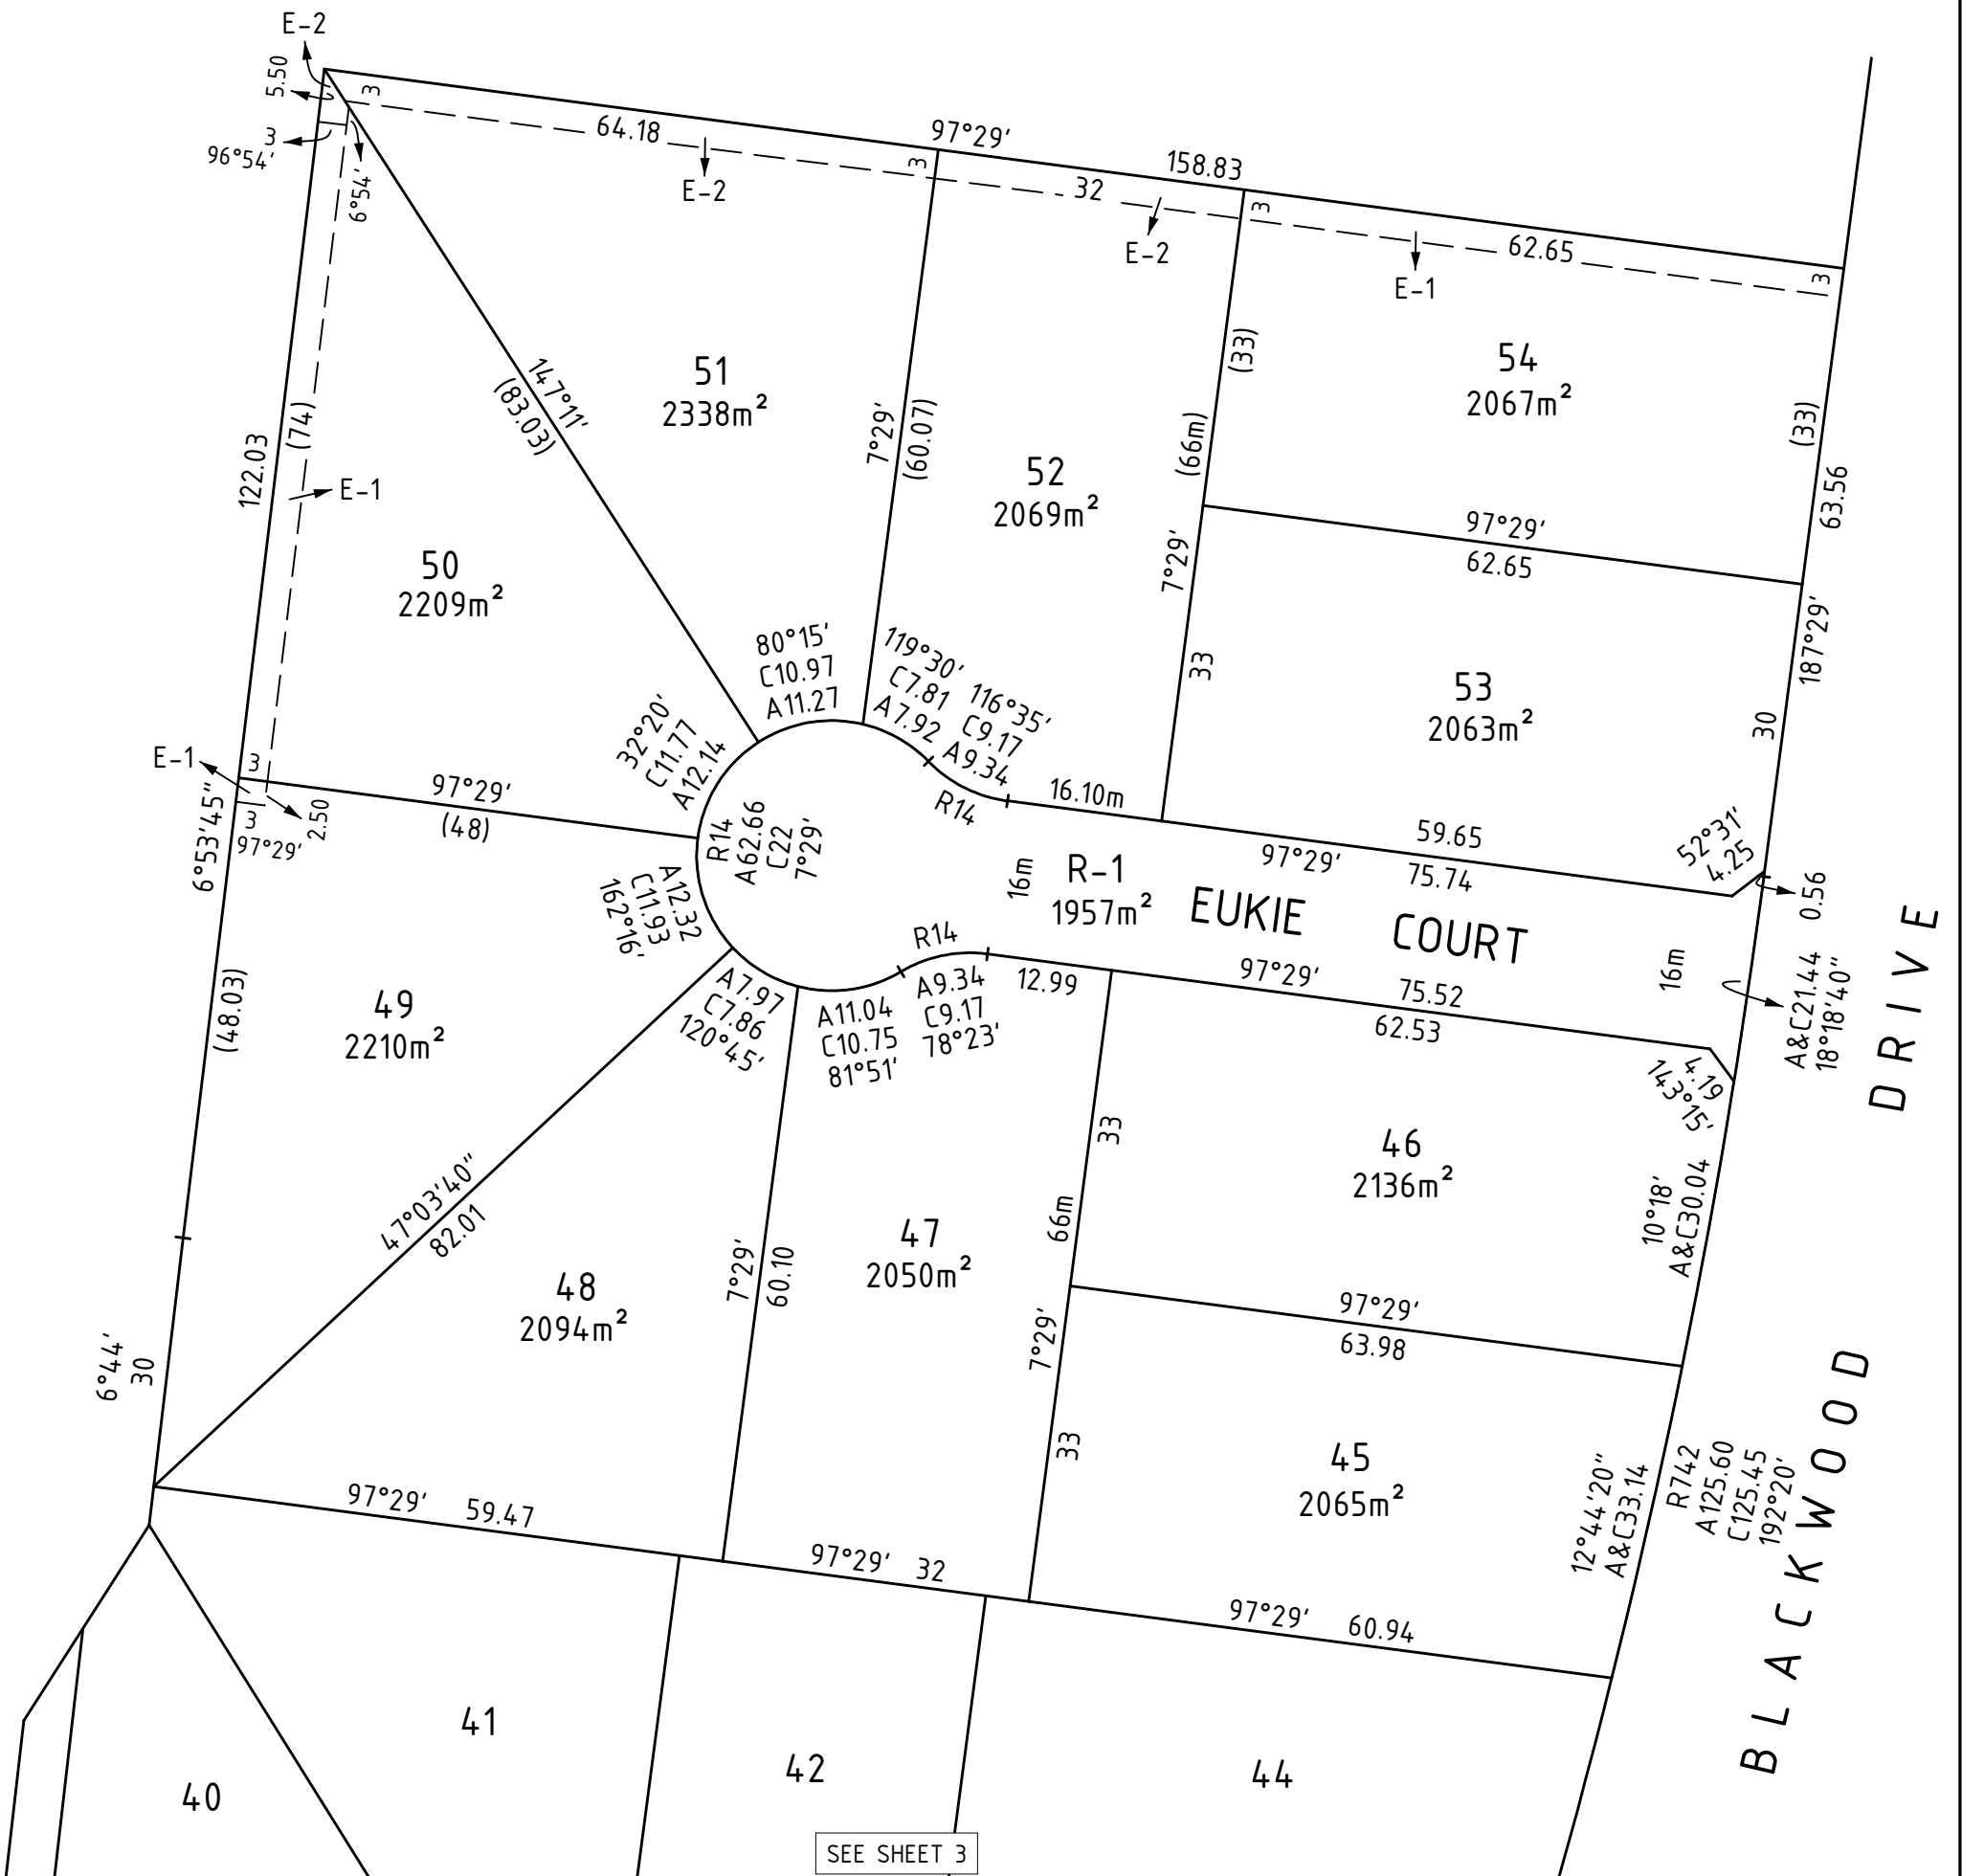 E-2
5.50
3
3
96°54'
6°54'
64.18
E-2
97°29'
158.83
3
32
E-2
3
62.65
E-1
3
122.03
(74)
E-1
50
2209m²
147°11'
(83.03)
51
2338m²
7°29'
(60.07)
52
2069m²
(33)
(66m)
7°29'
33
54
2067m²
(33)
63.56
97°29'
62.65
187°29'
30
53
2063m²
80°15'
C10.97
A11.27
119°30'
C7.81
A7.92
116°35'
C9.17
A9.34
R14
16.10m
32°20'
C11.77
A12.14
E-1
3
3
97°29'
2.50
97°29'
(48)
6°53'45"
R14
A62.66
C22
7°29'
59.65
97°29'
75.74
52°31'
4.25
0.56
16m
R-1
1957m²
EUKIE COURT
16m
A&C21.44
18°18'40"
A12.32
C11.93
162°16'
A7.97
C7.86
120°45'
A11.04
C10.75
81°51'
R14
A9.34
C9.17
78°23'
12.99
97°29'
75.52
62.53
4.19
143°15'
(48.03)
49
2210m²
47°03'40"
82.01
6°44'
30
48
2094m²
7°29'
60.10
47
2050m²
33
66m
7°29'
33
46
2136m²
10°18'
A&C30.04
97°29'
63.98
45
2065m²
12°44'20"
A&C33.14
R742
A125.60
C125.45
192°20'
BLACKWOOD DRIVE
97°29' 59.47
97°29' 32
97°29' 60.94
40
41
42
44
SEE SHEET 3